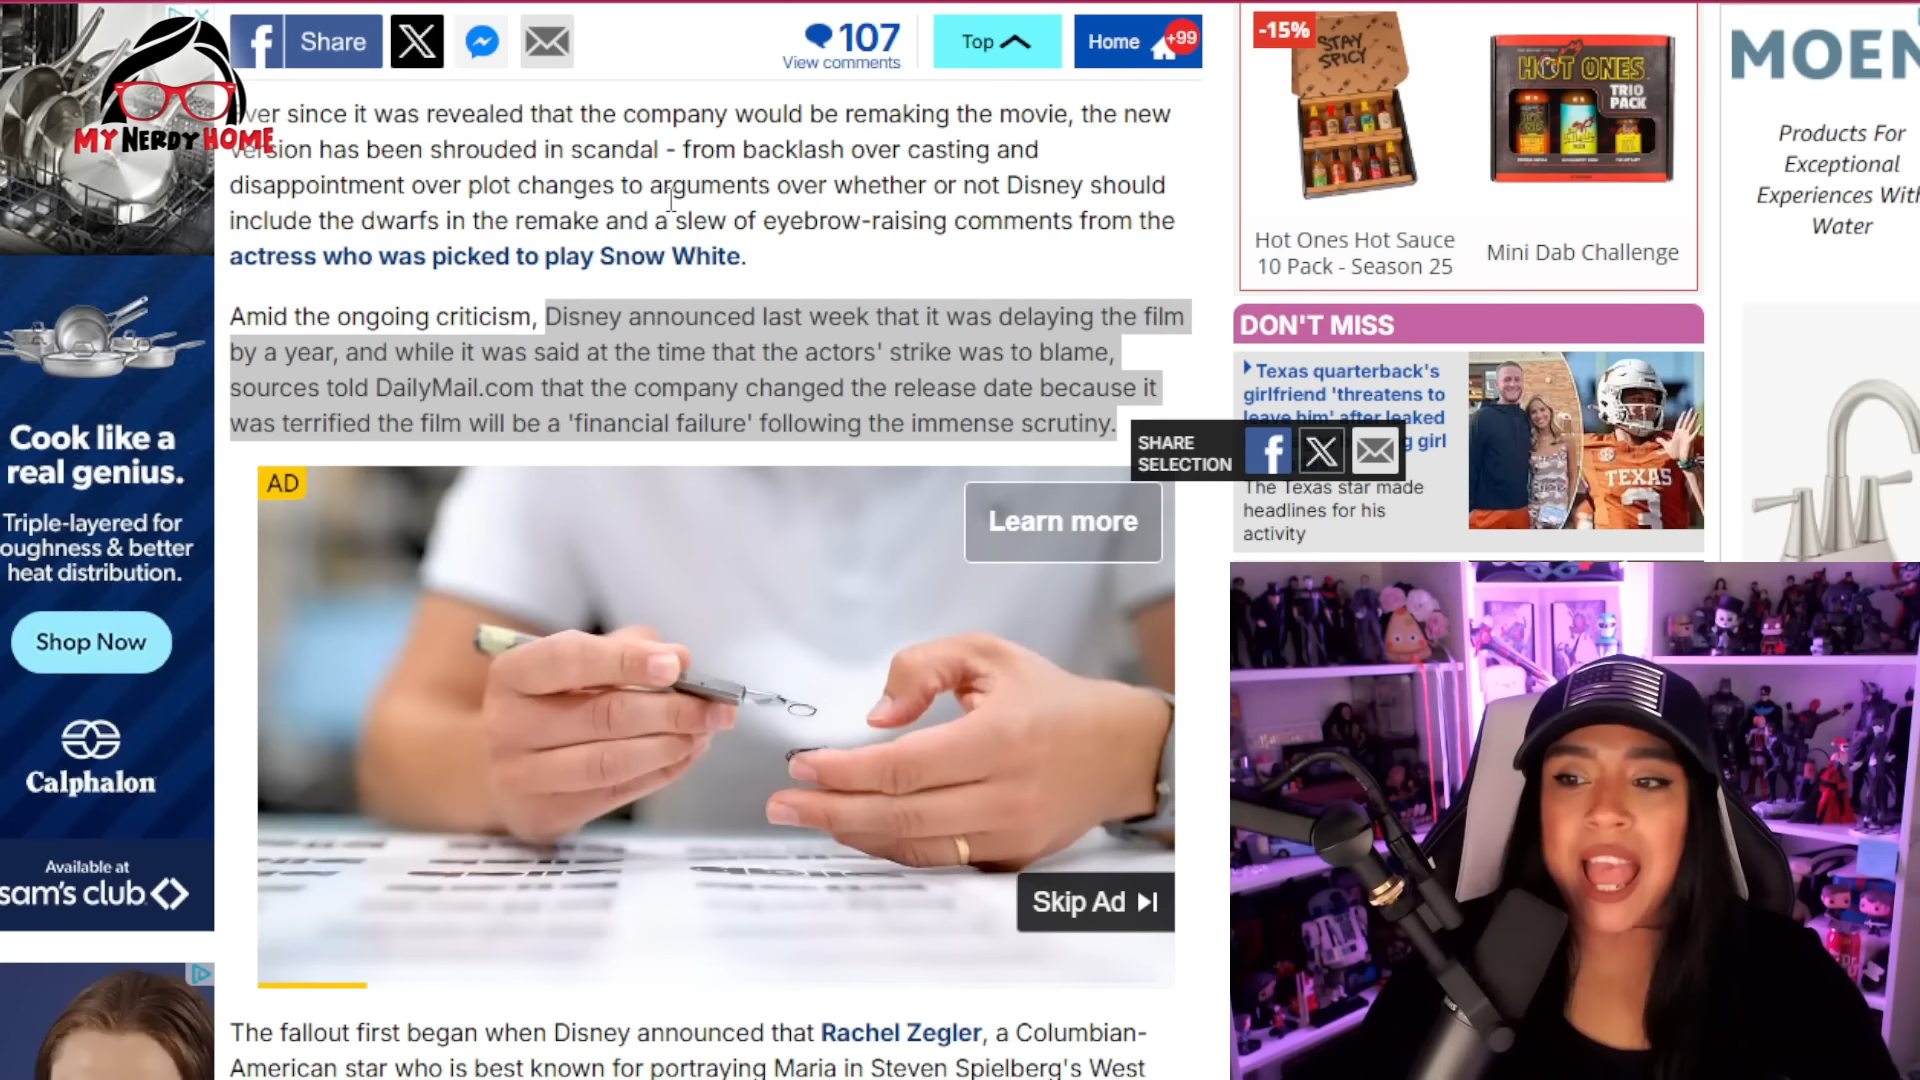 Share
107
View comments
Top
Home
+99
MY NERDY HOME
ver since it was revealed that the company would be remaking the movie, the new
version has been shrouded in scandal - from backlash over casting and
disappointment over plot changes to arguments over whether or not Disney should
include the dwarfs in the remake and a slew of eyebrow-raising comments from the
actress who was picked to play Snow White.
Amid the ongoing criticism, Disney announced last week that it was delaying the film
by a year, and while it was said at the time that the actors' strike was to blame,
sources told DailyMail.com that the company changed the release date because it
was terrified the film will be a 'financial failure' following the immense scrutiny.
SHARE
SELECTION
AD
Learn more
Skip Ad
The fallout first began when Disney announced that Rachel Zegler, a Columbian-
American star who is best known for portraying Maria in Steven Spielberg's West
Cook like a
real genius.
Triple-layered for
oughness & better
heat distribution.
Shop Now
Calphalon
Available at
sam's club
-15%
STAY
SPICY
HOT ONES
TRIO
PACK
Hot Ones Hot Sauce
10 Pack - Season 25
Mini Dab Challenge
DON'T MISS
Texas quarterback's
girlfriend 'threatens to
leave him' after leaked
g girl
The Texas star made
headlines for his
activity
TEXAS
3
MOEN
Products For
Exceptional
Experiences With
Water